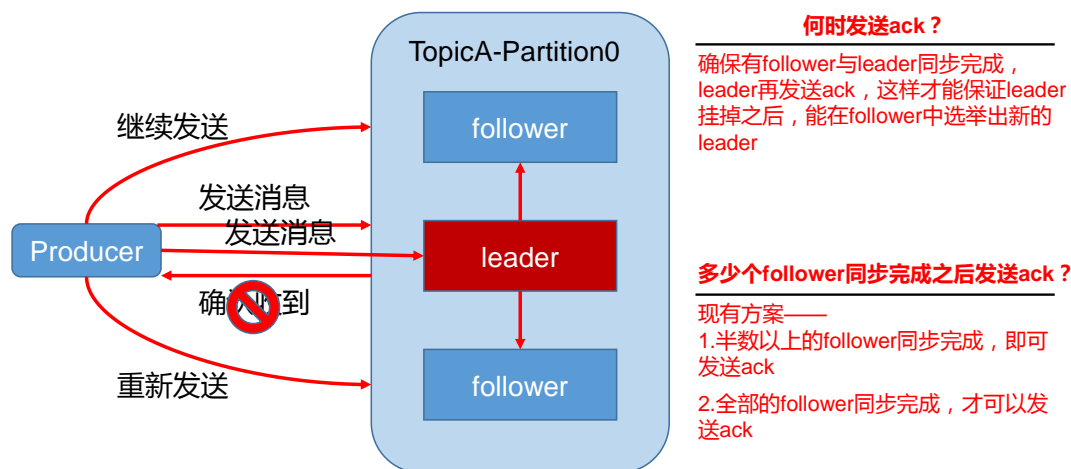 TopicA-Partition0
继续发送
follower
发送消息
发送消息
Producer
leader
确认收到
follower
重新发送
何时发送ack？
确保有follower与leader同步完成，
leader再发送ack，这样才能保证leader
挂掉之后，能在follower中选举出新的
leader
多少个follower同步完成之后发送ack？
现有方案——
1.半数以上的follower同步完成，即可
发送ack
2.全部的follower同步完成，才可以发
送ack